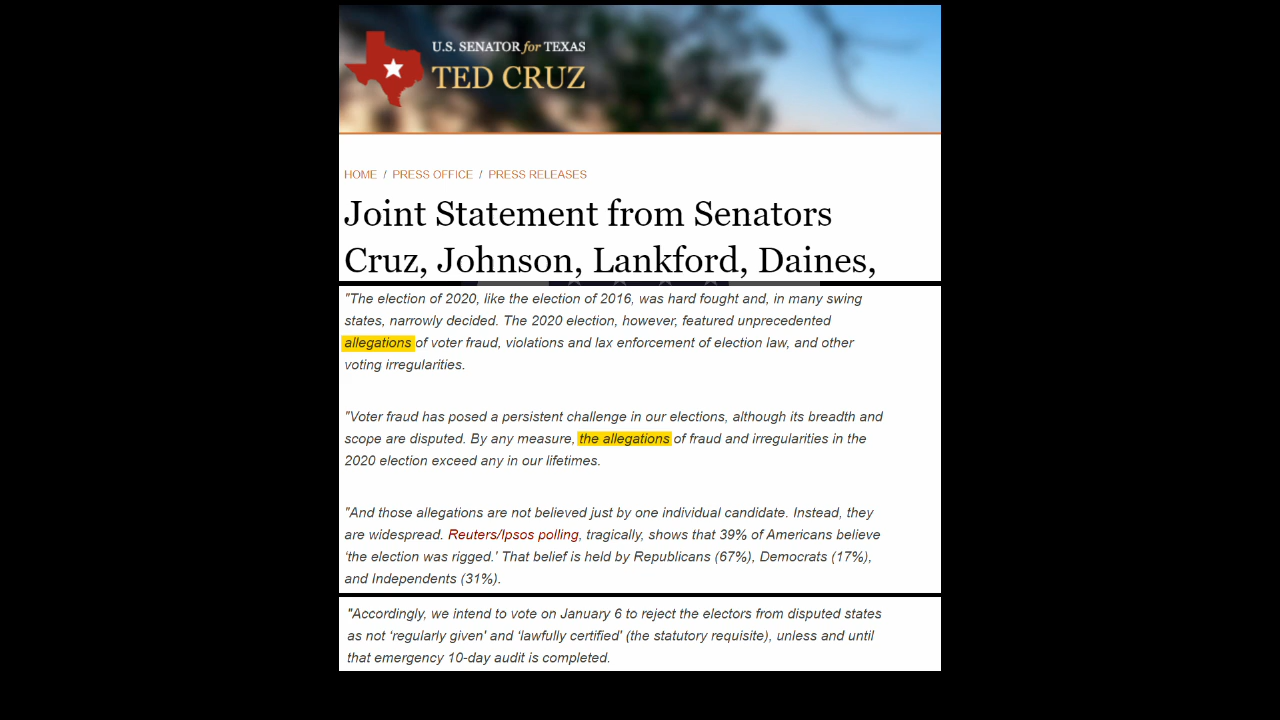 U.S. SENATOR for TEXAS
TED CRUZ
HOME / PRESS OFFICE / PRESS RELEASES
Joint Statement from Senators
Cruz, Johnson, Lankford, Daines,
"The election of 2020, like the election of 2016, was hard fought and, in many swing
states, narrowly decided. The 2020 election, however, featured unprecedented
allegations of voter fraud, violations and lax enforcement of election law, and other
voting irregularities.
"Voter fraud has posed a persistent challenge in our elections, although its breadth and
scope are disputed. By any measure, the allegations of fraud and irregularities in the
2020 election exceed any in our lifetimes.
"And those allegations are not believed just by one individual candidate. Instead, they
are widespread. Reuters/Ipsos polling, tragically, shows that 39% of Americans believe
‘the election was rigged.’ That belief is held by Republicans (67%), Democrats (17%),
and Independents (31%).
"Accordingly, we intend to vote on January 6 to reject the electors from disputed states
as not ‘regularly given’ and ‘lawfully certified’ (the statutory requisite), unless and until
that emergency 10-day audit is completed.